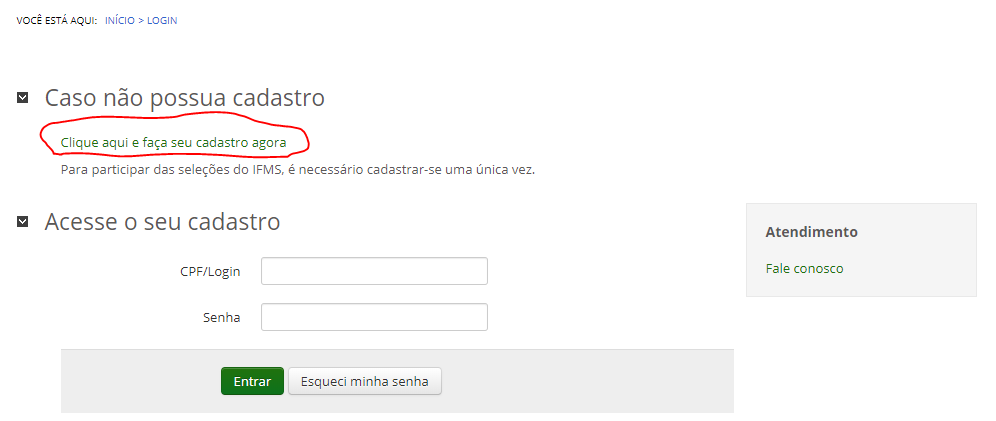 VOCÊ ESTÁ AQUI: INÍCIO > LOGIN
Caso não possua cadastro
Clique aqui e faça seu cadastro agora
Para participar das seleções do IFMS, é necessário cadastrar-se uma única vez.
Acesse o seu cadastro
CPF/Login
Senha
Entrar Esqueci minha senha
Atendimento
Fale conosco